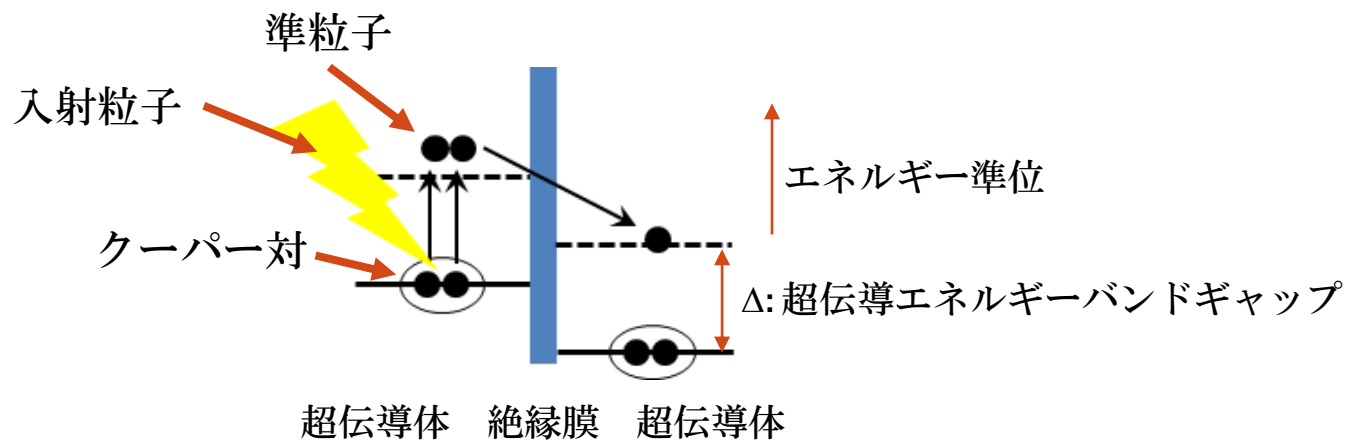 準粒子
入射粒子
クーパー対
エネルギー準位
Δ: 超伝導エネルギーバンドギャップ
超伝導体 絶縁膜 超伝導体